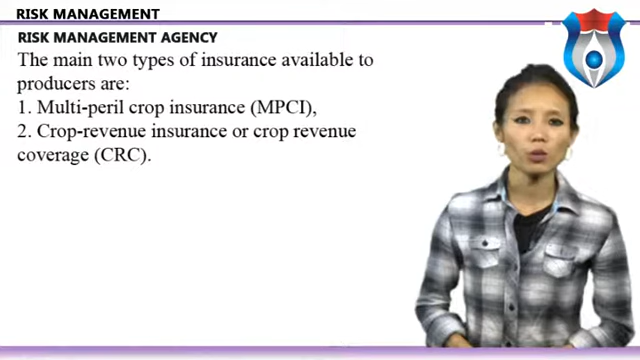 RISK MANAGEMENT
RISK MANAGEMENT AGENCY
The main two types of insurance available to
producers are:
1. Multi-peril crop insurance (MPCI),
2. Crop-revenue insurance or crop revenue
coverage (CRC).